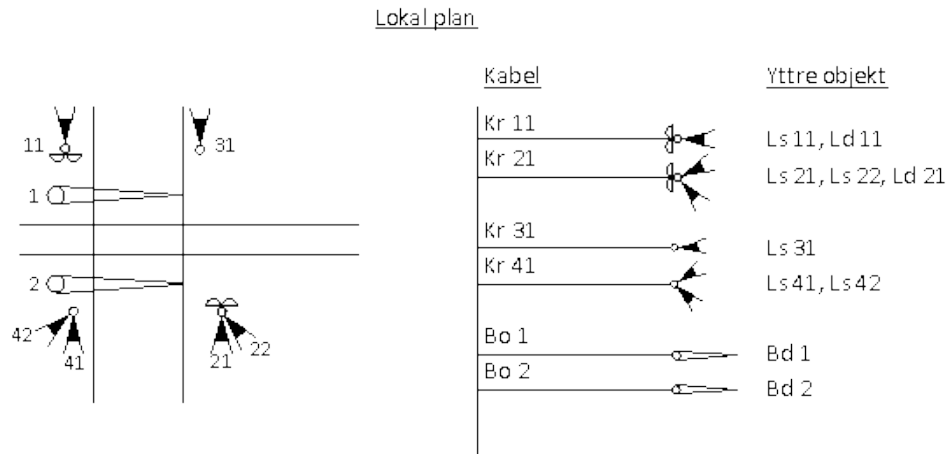 Lokal plan
Kabel
Yttre objekt
11
31
1
2
42
41
21
22
Kr 11
Ls 11, Ld 11
Kr 21
Ls 21, Ls 22, Ld 21
Kr 31
Ls 31
Kr 41
Ls 41, Ls 42
Bo 1
Bd 1
Bo 2
Bd 2